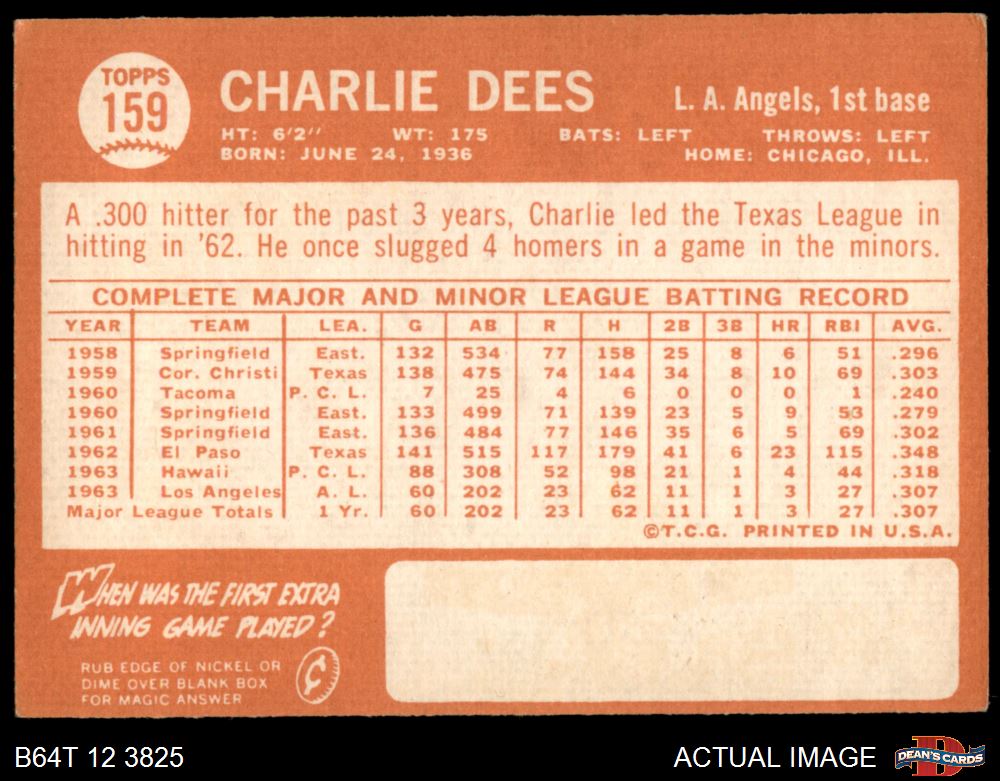 TOPPS
159
CHARLIE DEES
L. A. Angels, 1st base
HT: 6'2'' WT: 175 BATS: LEFT THROWS: LEFT
BORN: JUNE 24, 1936 HOME: CHICAGO, ILL.
A .300 hitter for the past 3 years, Charlie led the Texas League in
hitting in '62. He once slugged 4 homers in a game in the minors.
COMPLETE MAJOR AND MINOR LEAGUE BATTING RECORD
YEAR TEAM LEA. G AB R H 2B 3B HR RBI AVG.
1958 Springfield East. 132 534 77 158 25 8 6 51 .296
1959 Cor. Christi Texas 138 475 74 144 34 8 10 69 .303
1960 Tacoma P. C. L. 7 25 4 6 0 0 0 1 .240
1960 Springfield East. 133 499 71 139 23 5 9 53 .279
1961 Springfield East. 136 484 77 146 35 6 5 69 .302
1962 El Paso Texas 141 515 117 179 41 6 23 115 .348
1963 Hawaii P. C. L. 88 308 52 98 21 1 4 44 .318
1963 Los Angeles A. L. 60 202 23 62 11 1 3 27 .307
Major League Totals 1 Yr. 60 202 23 62 11 1 3 27 .307
©T.C.G. PRINTED IN U.S.A.
WHEN WAS THE FIRST EXTRA
INNING GAME PLAYED?
RUB EDGE OF NICKEL OR
DIME OVER BLANK BOX
FOR MAGIC ANSWER
B64T 12 3825
ACTUAL IMAGE
D
DEAN'S CARDS